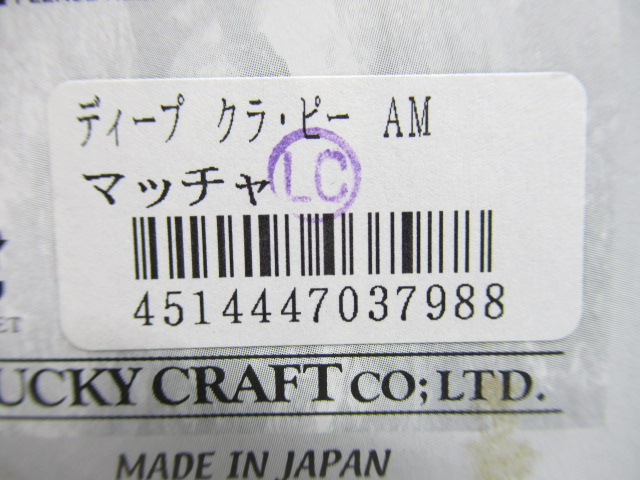 ディープ クラ・ピー AM
マッチャ
LC
4514447037988
UCKY CRAFT CO;LTD.
MADE IN JAPAN